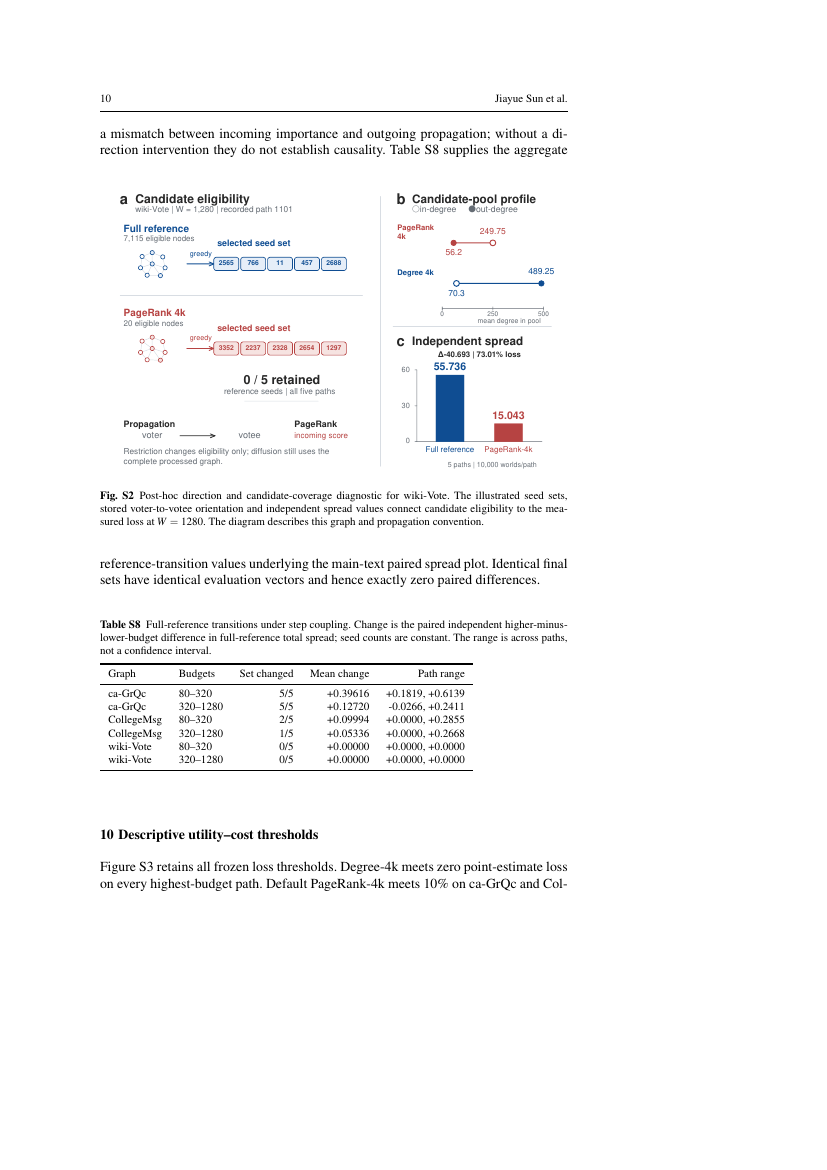 10 Jiayue Sun et al.
a mismatch between incoming importance and outgoing propagation; without a di-
rection intervention they do not establish causality. Table S8 supplies the aggregate
a Candidate eligibility
wiki-Vote | W = 1,280 | recorded path 1101
Full reference
7,115 eligible nodes
selected seed set
greedy
2565 766 11 457 2688
PageRank 4k
20 eligible nodes
selected seed set
greedy
3352 2237 2328 2654 1297
0 / 5 retained
reference seeds | all five paths
Propagation PageRank
voter votee incoming score
Restriction changes eligibility only; diffusion still uses the
complete processed graph.
b Candidate-pool profile
in-degree out-degree
PageRank
4k
249.75
56.2
Degree 4k
489.25
70.3
0 250 500
mean degree in pool
c Independent spread
Δ-40.693 | 73.01% loss
55.736
60
30
15.043
0
Full reference PageRank-4k
5 paths | 10,000 worlds/path
Fig. S2 Post-hoc direction and candidate-coverage diagnostic for wiki-Vote. The illustrated seed sets,
stored voter-to-votee orientation and independent spread values connect candidate eligibility to the mea-
sured loss at W = 1280. The diagram describes this graph and propagation convention.
reference-transition values underlying the main-text paired spread plot. Identical final
sets have identical evaluation vectors and hence exactly zero paired differences.
Table S8 Full-reference transitions under step coupling. Change is the paired independent higher-minus-
lower-budget difference in full-reference total spread; seed counts are constant. The range is across paths,
not a confidence interval.
Graph Budgets Set changed Mean change Path range
ca-GrQc 80–320 5/5 +0.39616 +0.1819, +0.6139
ca-GrQc 320–1280 5/5 +0.12720 -0.0266, +0.2411
CollegeMsg 80–320 2/5 +0.09994 +0.0000, +0.2855
CollegeMsg 320–1280 1/5 +0.05336 +0.0000, +0.2668
wiki-Vote 80–320 0/5 +0.00000 +0.0000, +0.0000
wiki-Vote 320–1280 0/5 +0.00000 +0.0000, +0.0000
10 Descriptive utility–cost thresholds
Figure S3 retains all frozen loss thresholds. Degree-4k meets zero point-estimate loss
on every highest-budget path. Default PageRank-4k meets 10% on ca-GrQc and Col-